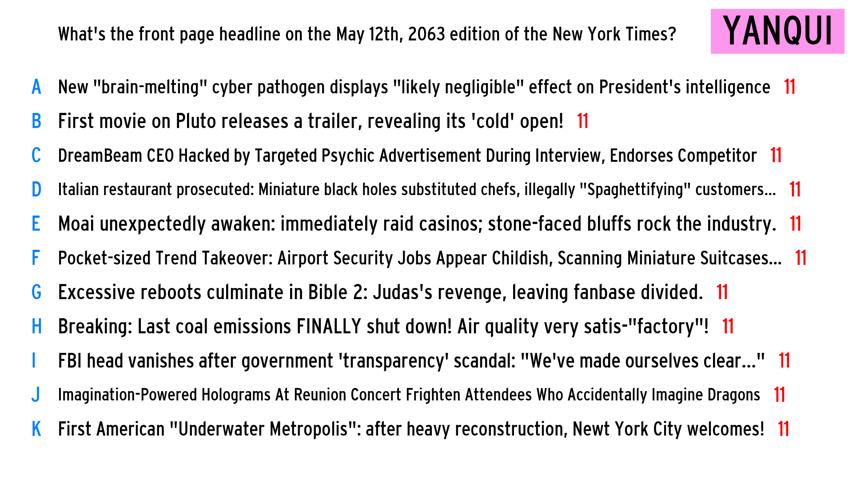 What's the front page headline on the May 12th, 2063 edition of the New York Times?
YANQUI
A New "brain-melting" cyber pathogen displays "likely negligible" effect on President's intelligence 11
B First movie on Pluto releases a trailer, revealing its 'cold' open! 11
C DreamBeam CEO Hacked by Targeted Psychic Advertisement During Interview, Endorses Competitor 11
D Italian restaurant prosecuted: Miniature black holes substituted chefs, illegally "Spaghettifying" customers... 11
E Moai unexpectedly awaken: immediately raid casinos; stone-faced bluffs rock the industry. 11
F Pocket-sized Trend Takeover: Airport Security Jobs Appear Childish, Scanning Miniature Suitcases... 11
G Excessive reboots culminate in Bible 2: Judas's revenge, leaving fanbase divided. 11
H Breaking: Last coal emissions FINALLY shut down! Air quality very satis-"factory"! 11
I FBI head vanishes after government 'transparency' scandal: "We've made ourselves clear..." 11
J Imagination-Powered Holograms At Reunion Concert Frighten Attendees Who Accidentally Imagine Dragons 11
K First American "Underwater Metropolis": after heavy reconstruction, Newt York City welcomes! 11